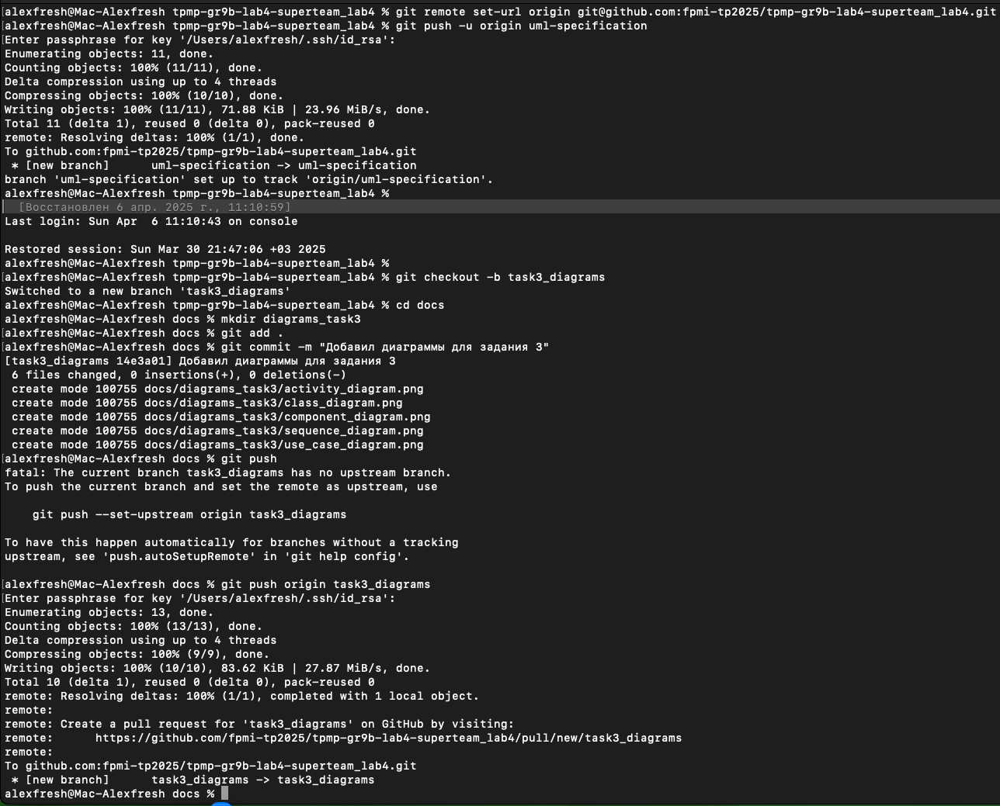 [alexfresh@Mac-Alexfresh tpmp-gr9b-lab4-superteam_lab4 % git remote set-url origin git@github.com:fpmi-tp2025/tpmp-gr9b-lab4-superteam_lab4.git
[alexfresh@Mac-Alexfresh tpmp-gr9b-lab4-superteam_lab4 % git push -u origin uml-specification
[Enter passphrase for key '/Users/alexfresh/.ssh/id_rsa':
Enumerating objects: 11, done.
Counting objects: 100% (11/11), done.
Delta compression using up to 4 threads
Compressing objects: 100% (10/10), done.
Writing objects: 100% (11/11), 71.88 KiB | 23.96 MiB/s, done.
Total 11 (delta 1), reused 0 (delta 0), pack-reused 0
remote: Resolving deltas: 100% (1/1), done.
To github.com:fpmi-tp2025/tpmp-gr9b-lab4-superteam_lab4.git
 * [new branch]      uml-specification -> uml-specification
branch 'uml-specification' set up to track 'origin/uml-specification'.
alexfresh@Mac-Alexfresh tpmp-gr9b-lab4-superteam_lab4 %
  [Восстановлен 6 апр. 2025 г., 11:10:59]
Last login: Sun Apr  6 11:10:43 on console
Restored session: Sun Mar 30 21:47:06 +03 2025
alexfresh@Mac-Alexfresh tpmp-gr9b-lab4-superteam_lab4 %
[alexfresh@Mac-Alexfresh tpmp-gr9b-lab4-superteam_lab4 % git checkout -b task3_diagrams
Switched to a new branch 'task3_diagrams'
alexfresh@Mac-Alexfresh tpmp-gr9b-lab4-superteam_lab4 % cd docs
alexfresh@Mac-Alexfresh docs % mkdir diagrams_task3
[alexfresh@Mac-Alexfresh docs % git add .
[alexfresh@Mac-Alexfresh docs % git commit -m "Добавил диаграммы для задания 3"
[task3_diagrams 14e3a01] Добавил диаграммы для задания 3
 6 files changed, 0 insertions(+), 0 deletions(-)
 create mode 100755 docs/diagrams_task3/activity_diagram.png
 create mode 100755 docs/diagrams_task3/class_diagram.png
 create mode 100755 docs/diagrams_task3/component_diagram.png
 create mode 100755 docs/diagrams_task3/sequence_diagram.png
 create mode 100755 docs/diagrams_task3/use_case_diagram.png
[alexfresh@Mac-Alexfresh docs % git push
fatal: The current branch task3_diagrams has no upstream branch.
To push the current branch and set the remote as upstream, use
    git push --set-upstream origin task3_diagrams
To have this happen automatically for branches without a tracking
upstream, see 'push.autoSetupRemote' in 'git help config'.
[alexfresh@Mac-Alexfresh docs % git push origin task3_diagrams
[Enter passphrase for key '/Users/alexfresh/.ssh/id_rsa':
Enumerating objects: 13, done.
Counting objects: 100% (13/13), done.
Delta compression using up to 4 threads
Compressing objects: 100% (9/9), done.
Writing objects: 100% (10/10), 83.62 KiB | 27.87 MiB/s, done.
Total 10 (delta 1), reused 0 (delta 0), pack-reused 0
remote: Resolving deltas: 100% (1/1), completed with 1 local object.
remote:
remote: Create a pull request for 'task3_diagrams' on GitHub by visiting:
remote:      https://github.com/fpmi-tp2025/tpmp-gr9b-lab4-superteam_lab4/pull/new/task3_diagrams
remote:
To github.com:fpmi-tp2025/tpmp-gr9b-lab4-superteam_lab4.git
 * [new branch]      task3_diagrams -> task3_diagrams
alexfresh@Mac-Alexfresh docs %